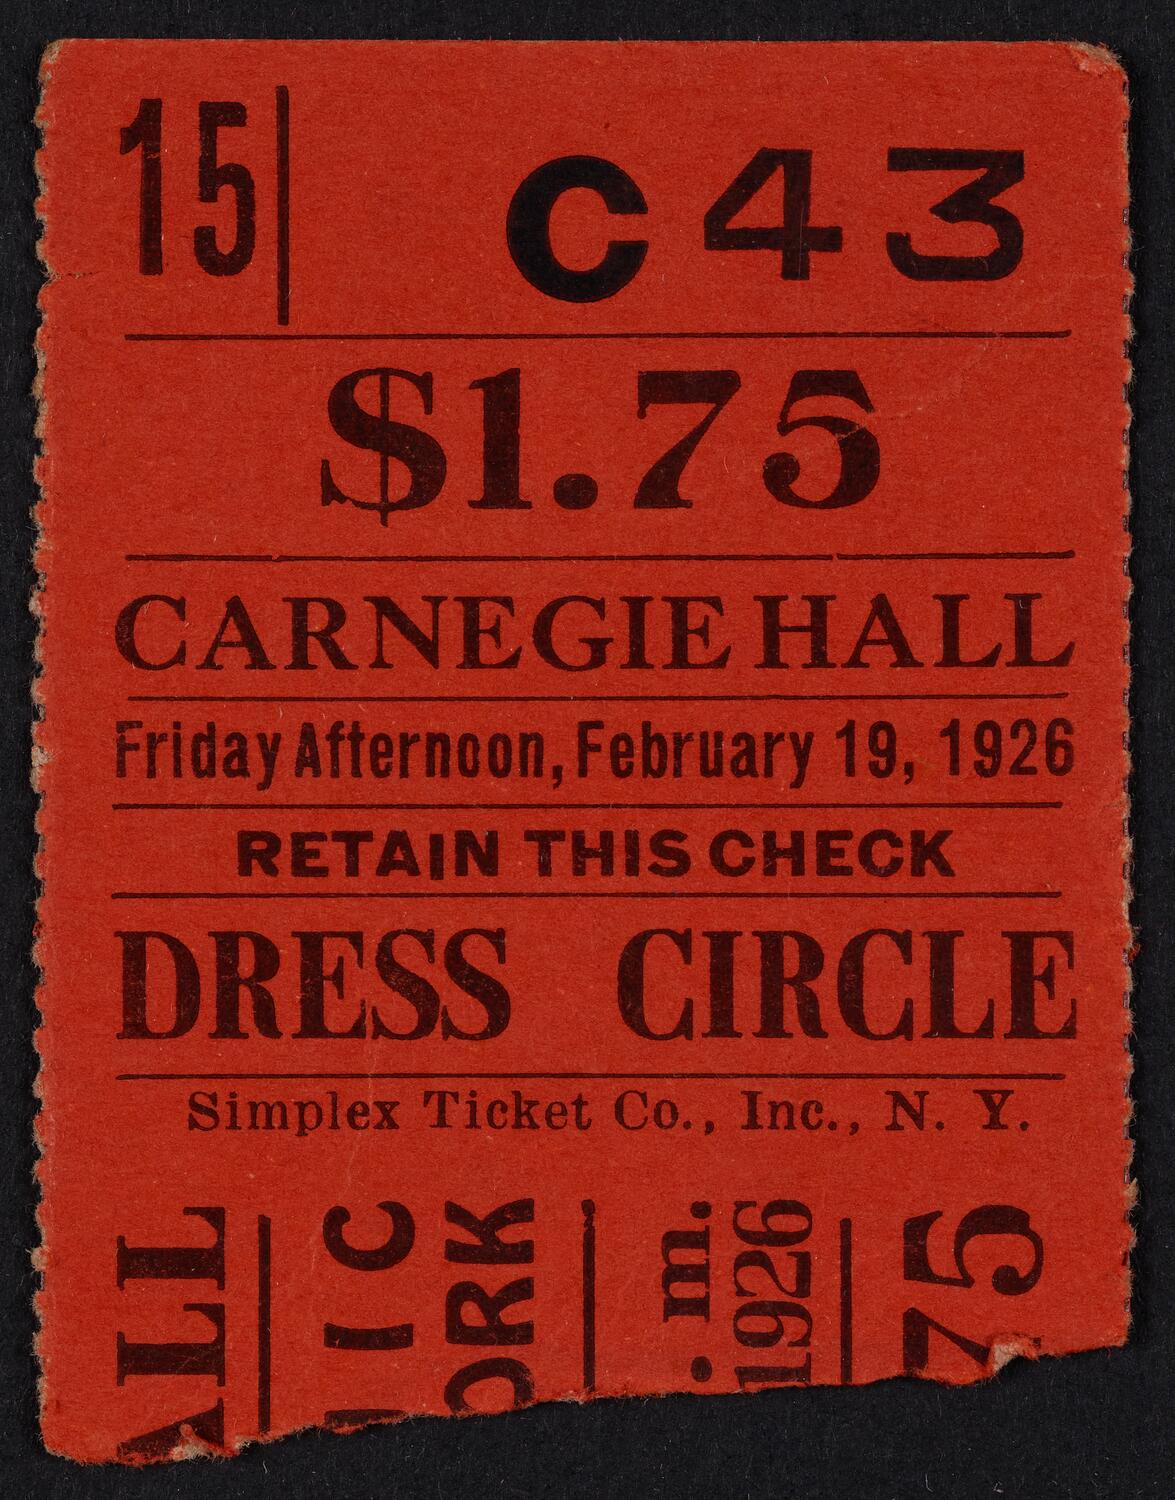 15 C 43
$1.75
CARNEGIE HALL
Friday Afternoon, February 19, 1926
RETAIN THIS CHECK
DRESS CIRCLE
Simplex Ticket Co., Inc., N. Y.
ALL
IC
ORK
. m.
1926
75